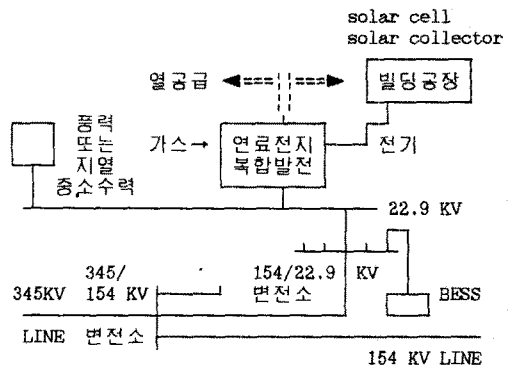 solar cell
solar collector
열공급
빌딩공장
풍력
또는
지열
중소수력
가스→
연료전지
복합발전
전기
22.9 KV
345/
154/22.9 KV
345KV
154 KV
변전소
BESS
LINE 변전소
154 KV LINE